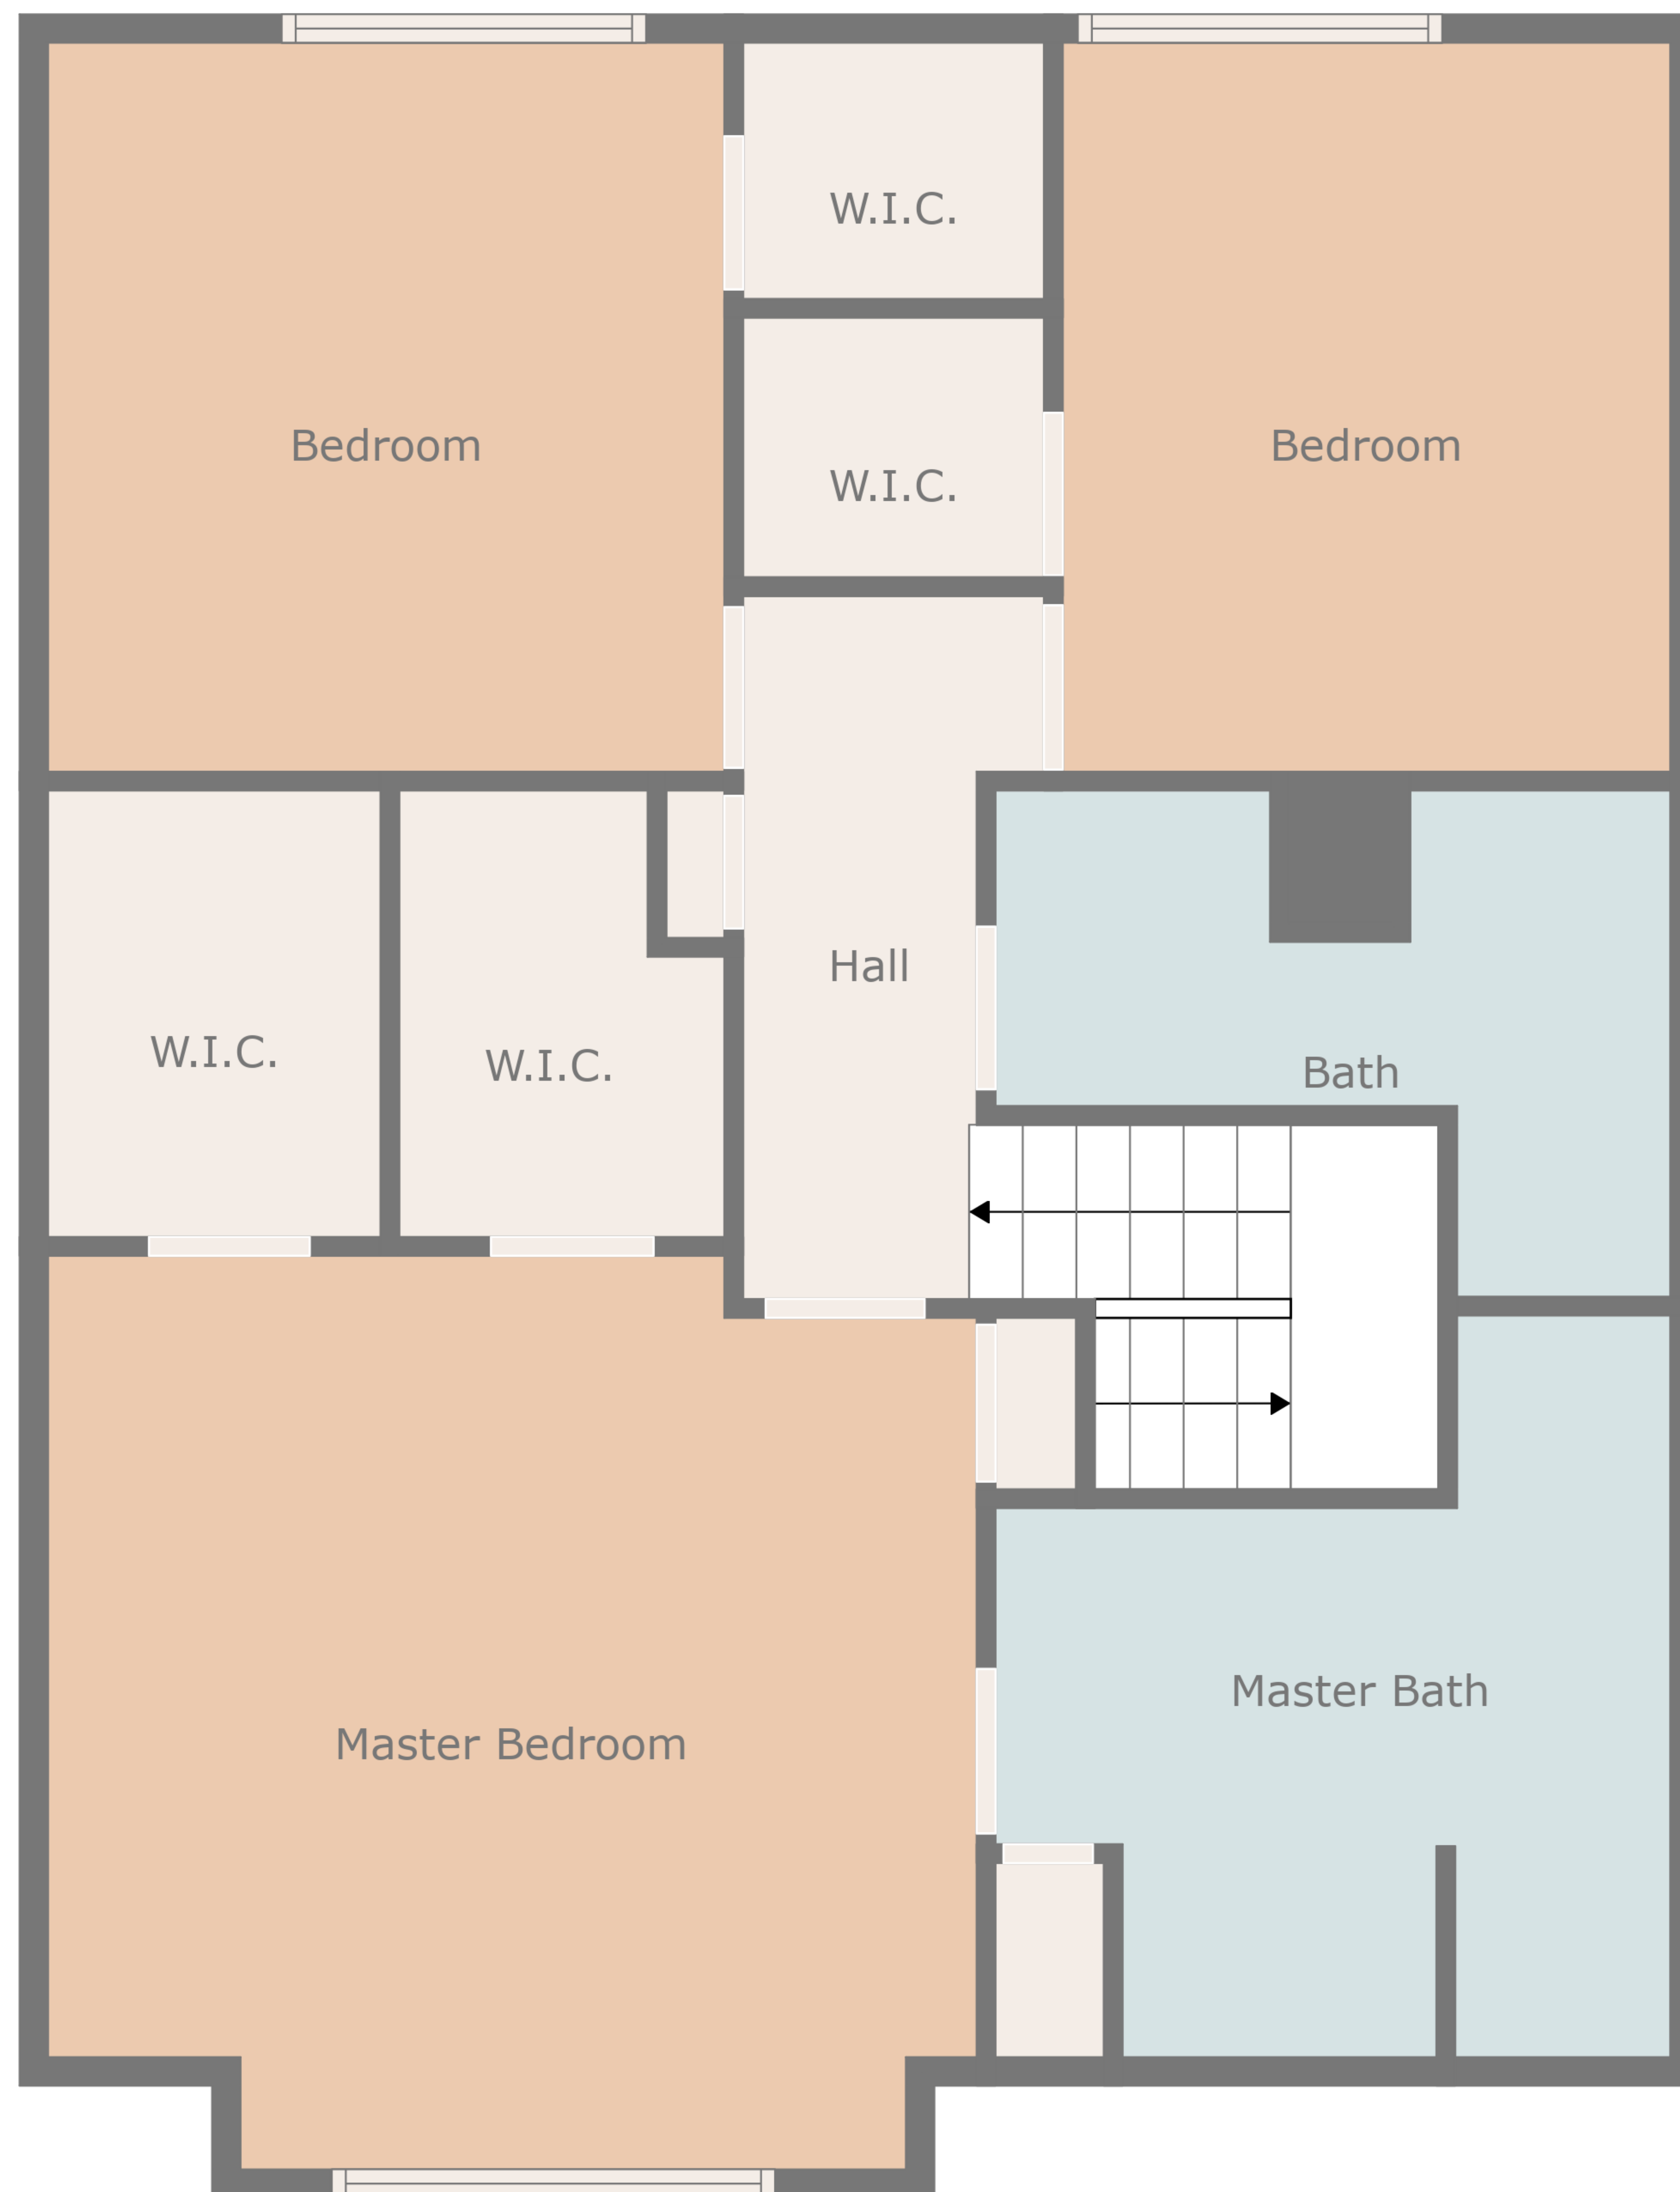 W.I.C.
Bedroom
Bedroom
W.I.C.
Hall
W.I.C.
W.I.C.
Bath
Master Bath
Master Bedroom